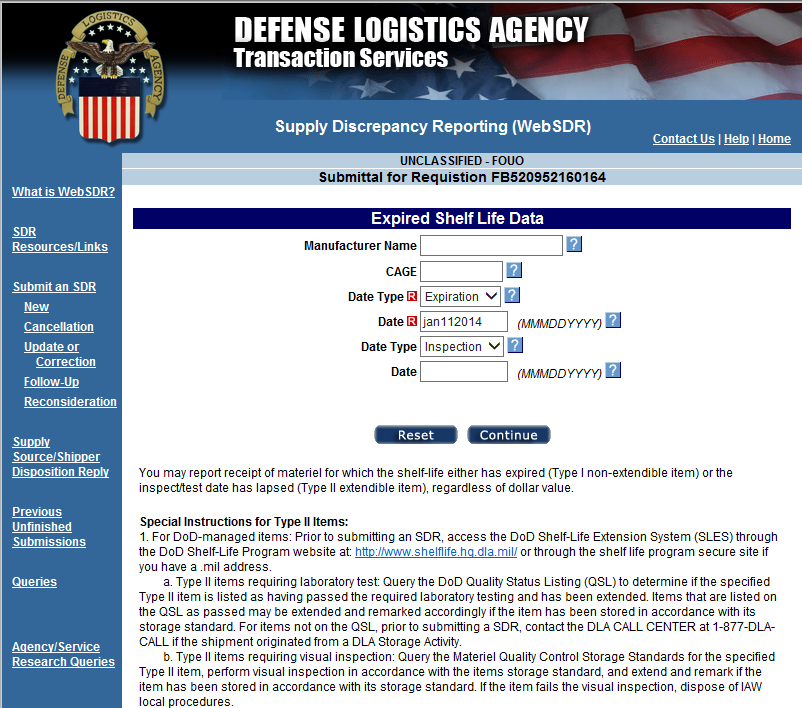 DEFENSE LOGISTICS AGENCY
DEFENSE LOGISTICS AGENCY
Transaction Services
Supply Discrepancy Reporting (WebSDR)
Contact Us | Help | Home
UNCLASSIFIED - FOUO
Submittal for Requistion FB520952160164
What is WebSDR?
SDR
Resources/Links
Submit an SDR
New
Cancellation
Update or
Correction
Follow-Up
Reconsideration
Supply
Source/Shipper
Disposition Reply
Previous
Unfinished
Submissions
Queries
Agency/Service
Research Queries
Expired Shelf Life Data
Manufacturer Name ?
CAGE ?
Date Type R Expiration ?
Date R jan112014 (MMMDDYYYY) ?
Date Type Inspection ?
Date (MMMDDYYYY) ?
Reset Continue
You may report receipt of materiel for which the shelf-life either has expired (Type I non-extendible item) or the
inspect/test date has lapsed (Type II extendible item), regardless of dollar value.
Special Instructions for Type II Items:
1. For DoD-managed items: Prior to submitting an SDR, access the DoD Shelf-Life Extension System (SLES) through
the DoD Shelf-Life Program website at: http://www.shelflife.hq.dla.mil/ or through the shelf life program secure site if
you have a .mil address.
a. Type II items requiring laboratory test: Query the DoD Quality Status Listing (QSL) to determine if the specified
Type II item is listed as having passed the required laboratory testing and has been extended. Items that are listed on
the QSL as passed may be extended and remarked accordingly if the item has been stored in accordance with its
storage standard. For items not on the QSL, prior to submitting a SDR, contact the DLA CALL CENTER at 1-877-DLA-
CALL if the shipment originated from a DLA Storage Activity.
b. Type II items requiring visual inspection: Query the Materiel Quality Control Storage Standards for the specified
Type II item, perform visual inspection in accordance with the items storage standard, and extend and remark if the
item has been stored in accordance with its storage standard. If the item fails the visual inspection, dispose of IAW
local procedures.